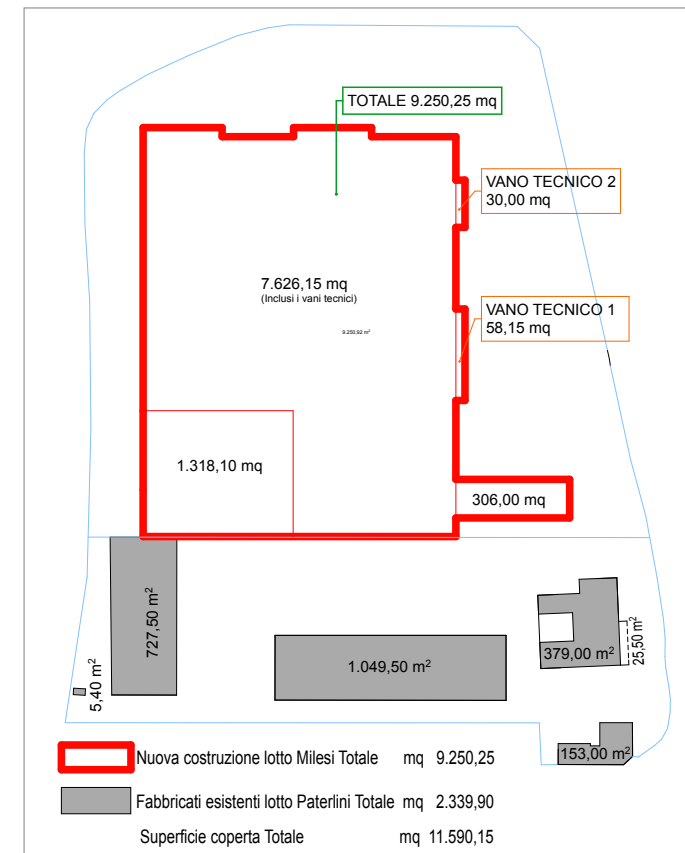 TOTALE 9.250,25 mq
VANO TECNICO 2
30,00 mq
7.626,15 mq
(Inclusi i vani tecnici)
VANO TECNICO 1
58,15 mq
9.250,92 m²
1.318,10 mq
306,00 mq
727,50 m²
5,40 m²
1.049,50 m²
379,00 m²
25,50 m²
153,00 m²
Nuova costruzione lotto Milesi Totale mq 9.250,25
Fabbricati esistenti lotto Paterlini Totale mq 2.339,90
Superficie coperta Totale mq 11.590,15